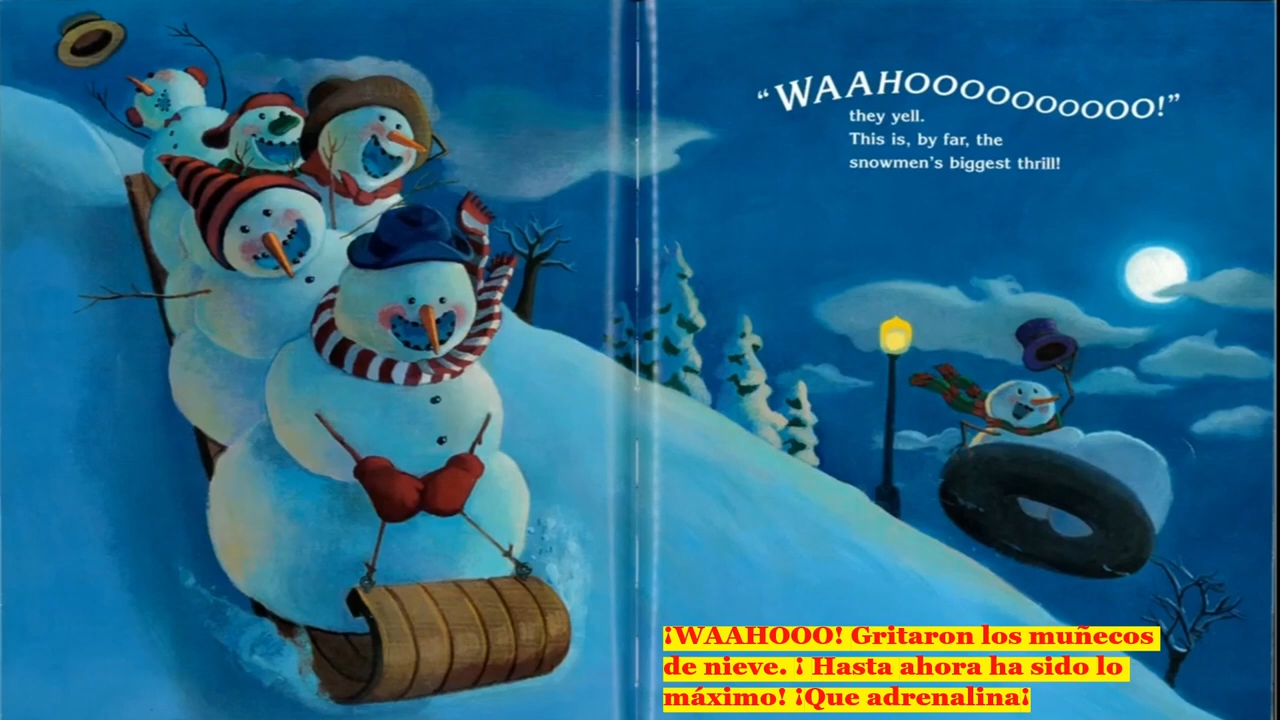 “WAAHOOOOOOOOOO!”
they yell.
This is, by far, the
snowmen’s biggest thrill!
¡WAAHOOO! Gritaron los muñecos
de nieve. ¡ Hasta ahora ha sido lo
máximo! ¡Que adrenalina¡